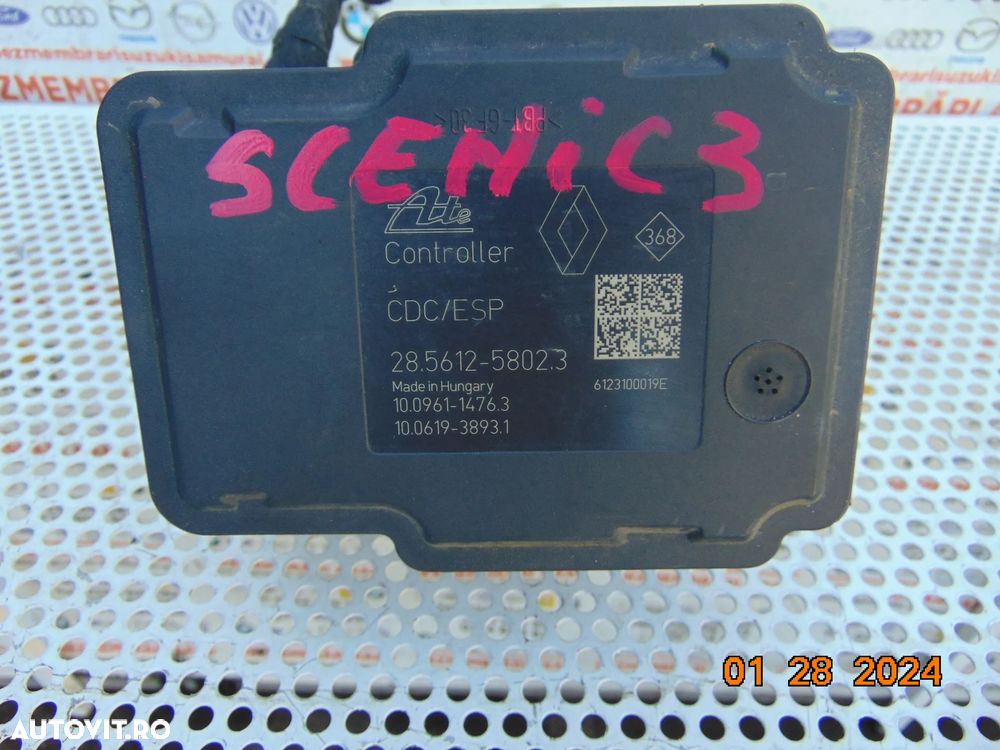 SCENiC3
>PBT-GF30<
Ate
368
Controller
CDC/ESP
28.5612-5802.3
Made in Hungary
6123100019E
10.0961-1476.3
10.0619-3893.1
01 28 2024
AUTOVIT.RO